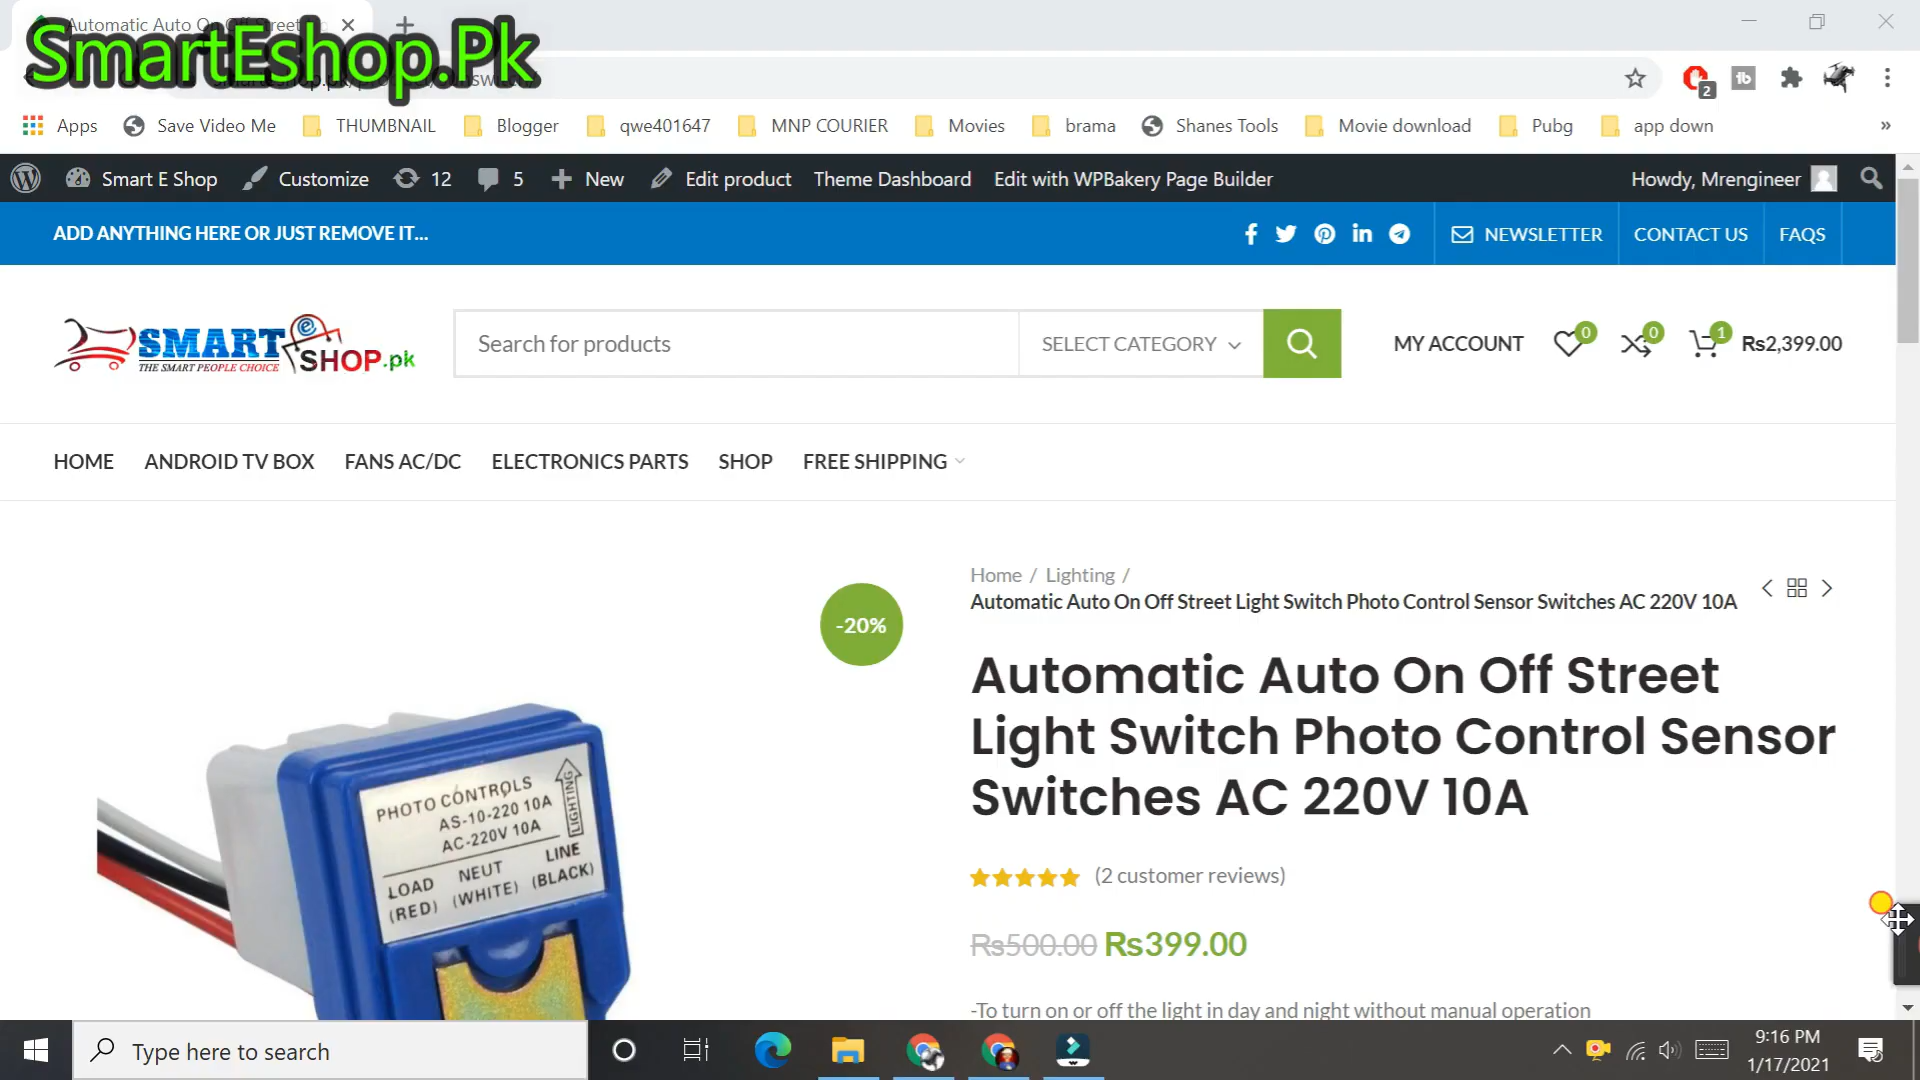 Automatic Auto On Off Street
SmartEshop.Pk
2
Apps
Save Video Me
THUMBNAIL
Blogger
qwe401647
MNP COURIER
Movies
brama
Shanes Tools
Movie download
Pubg
app down
»
Smart E Shop
Customize
12
5
New
Edit product
Theme Dashboard
Edit with WPBakery Page Builder
Howdy, Mrengineer
ADD ANYTHING HERE OR JUST REMOVE IT...
NEWSLETTER
CONTACT US
FAQS
SMART
e
SHOP.pk
THE SMART PEOPLE CHOICE
Search for products
SELECT CATEGORY
MY ACCOUNT
0
0
1
₨2,399.00
HOME
ANDROID TV BOX
FANS AC/DC
ELECTRONICS PARTS
SHOP
FREE SHIPPING
Home / Lighting /
Automatic Auto On Off Street Light Switch Photo Control Sensor Switches AC 220V 10A
-20%
Automatic Auto On Off Street
Light Switch Photo Control Sensor
Switches AC 220V 10A
PHOTO CONTROLS
AS-10-220 10A
AC-220V 10A
LIGHTING
LOAD
(RED)
NEUT
(WHITE)
LINE
(BLACK)
(2 customer reviews)
₨500.00 ₨399.00
-To turn on or off the light in day and night without manual operation
Type here to search
9:16 PM
1/17/2021